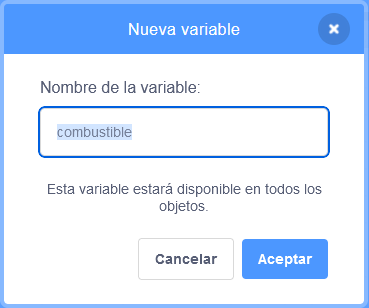 Nueva variable
Nombre de la variable:
combustible
Esta variable estará disponible en todos los
objetos.
Cancelar
Aceptar